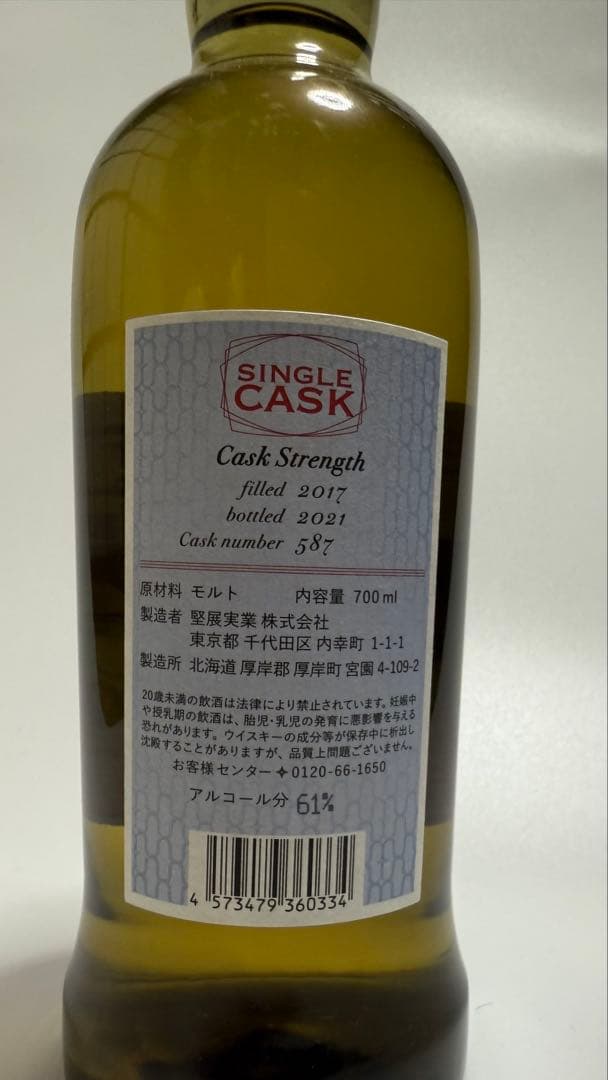 SINGLE
CASK
Cask Strength
filled 2017
bottled 2021
Cask number 587
原材料 モルト 内容量 700ml
製造者 堅展実業 株式会社
東京都 千代田区 内幸町 1-1-1
製造所 北海道 厚岸郡 厚岸町 宮園 4-109-2
20歳未満の飲酒は法律により禁止されています。妊娠中
や授乳期の飲酒は、胎児・乳児の発育に悪影響を与える
恐れがあります。ウイスキーの成分等が保存中に析出し
沈殿することがありますが、品質上問題ございません。
お客様センター✦0120-66-1650
アルコール分 61%
4 573479 360334